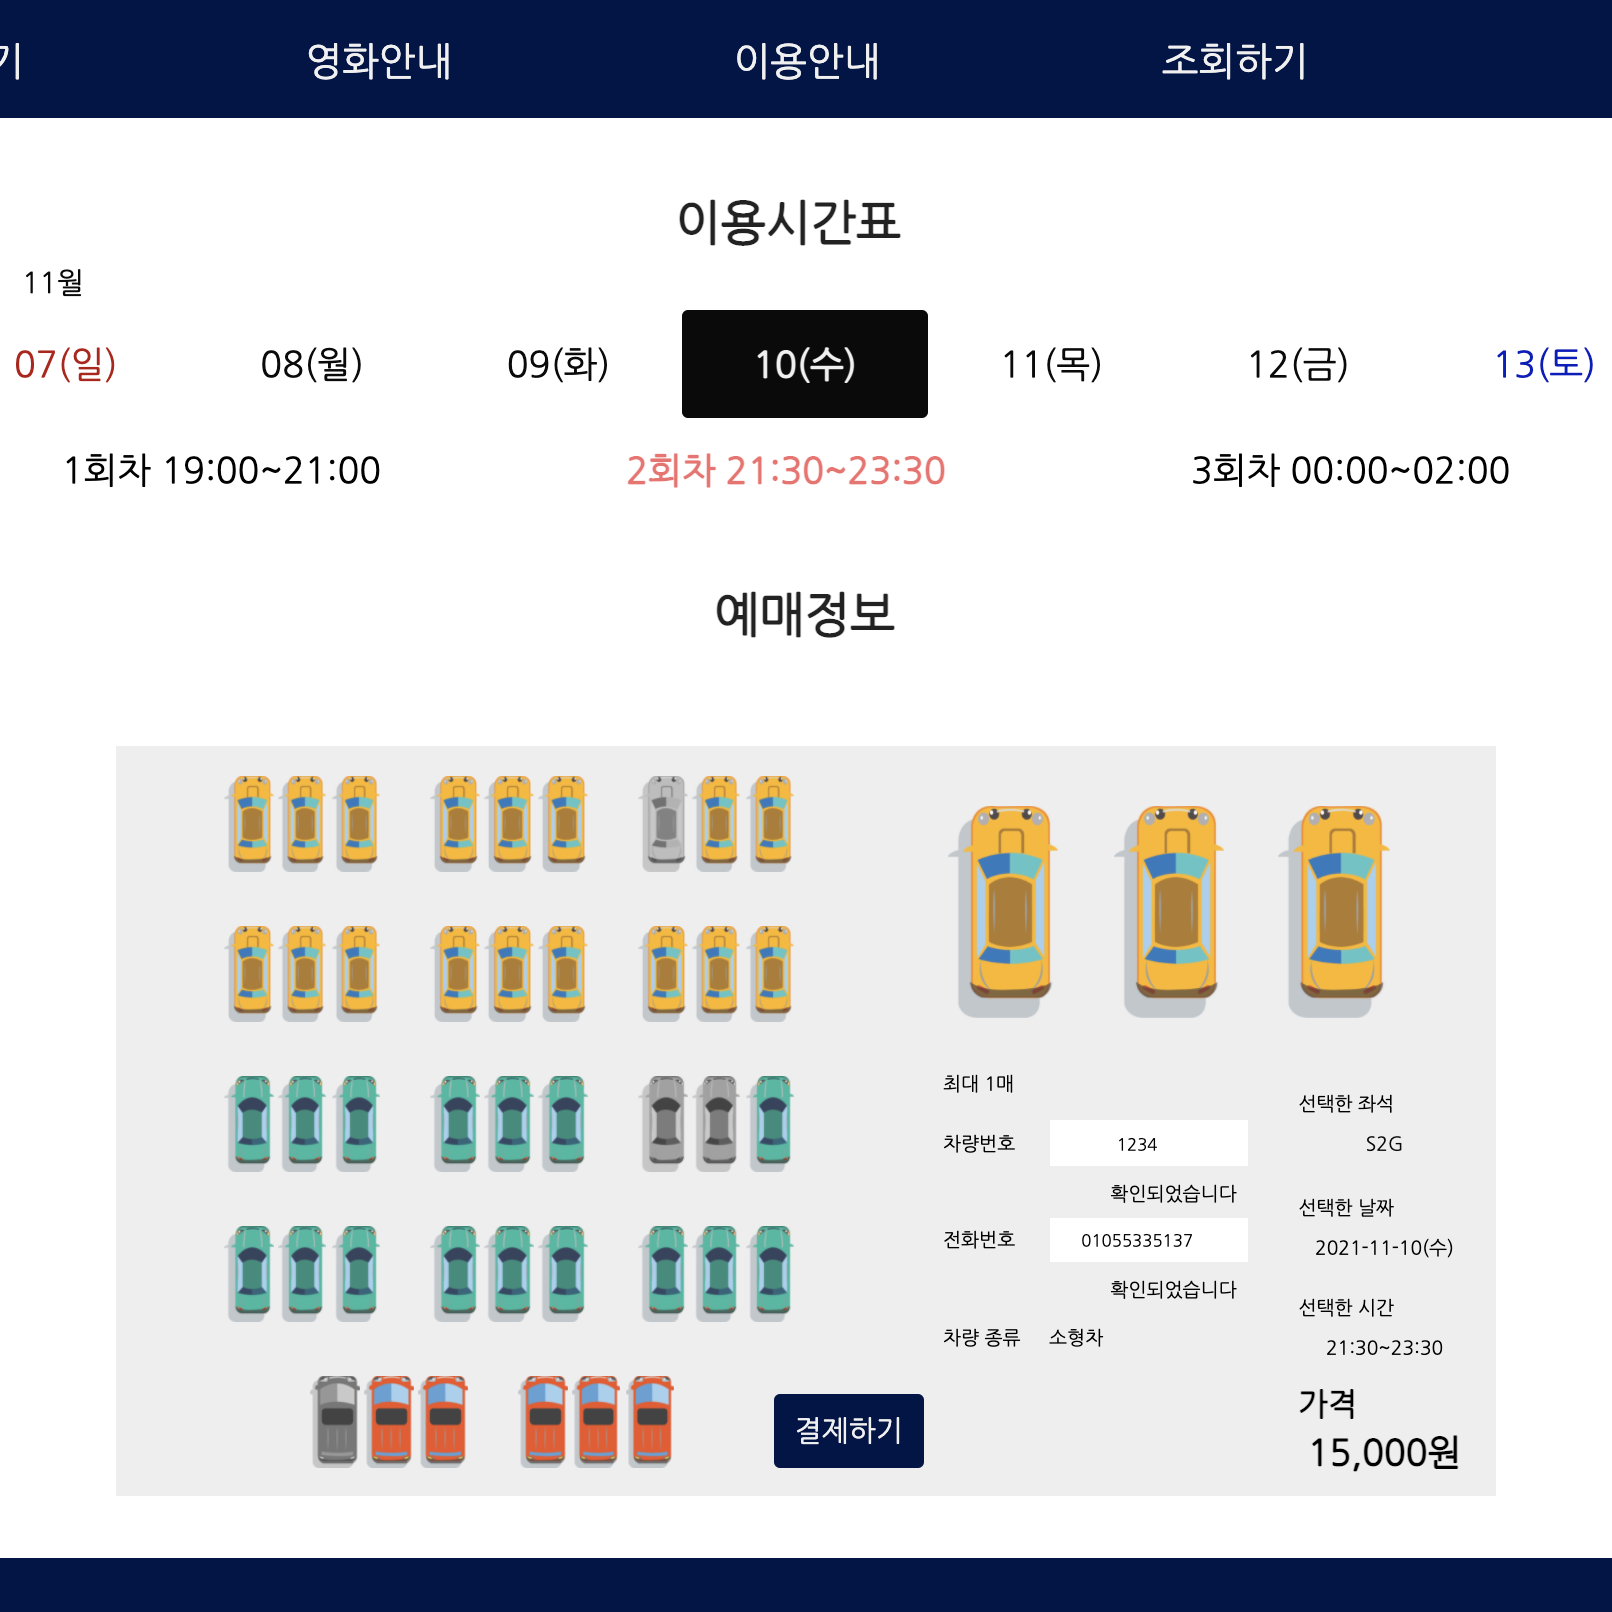 기 영화안내 이용안내 조회하기
이용시간표
11월
07(일) 08(월) 09(화) 10(수) 11(목) 12(금) 13(토)
1회차 19:00~21:00 2회차 21:30~23:30 3회차 00:00~02:00
예매정보
최대 1매
차량번호 1234
확인되었습니다
전화번호 01055335137
확인되었습니다
차량 종류 소형차
선택한 좌석
S2G
선택한 날짜
2021-11-10(수)
선택한 시간
21:30~23:30
가격
15,000원
결제하기